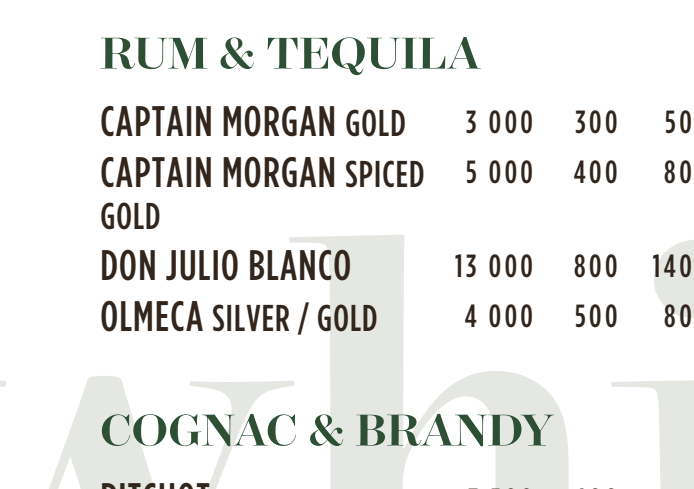 RUM & TEQUILA
CAPTAIN MORGAN GOLD 3 000 300 50
CAPTAIN MORGAN SPICED 5 000 400 80
GOLD
DON JULIO BLANCO 13 000 800 140
OLMECA SILVER / GOLD 4 000 500 80
COGNAC & BRANDY